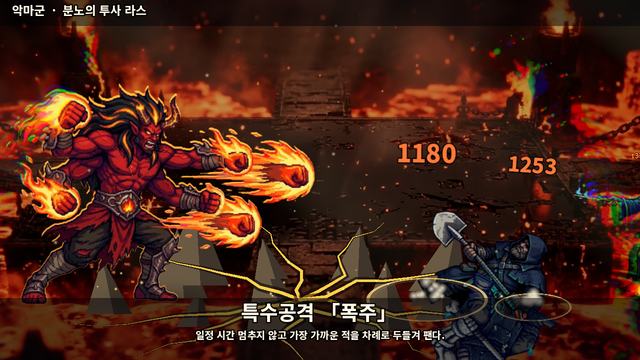 악마군 · 분노의 투사 라스
1180
1253
특수공격 「폭주」
일정 시간 멈추지 않고 가장 가까운 적을 차례로 두들겨 팬다.